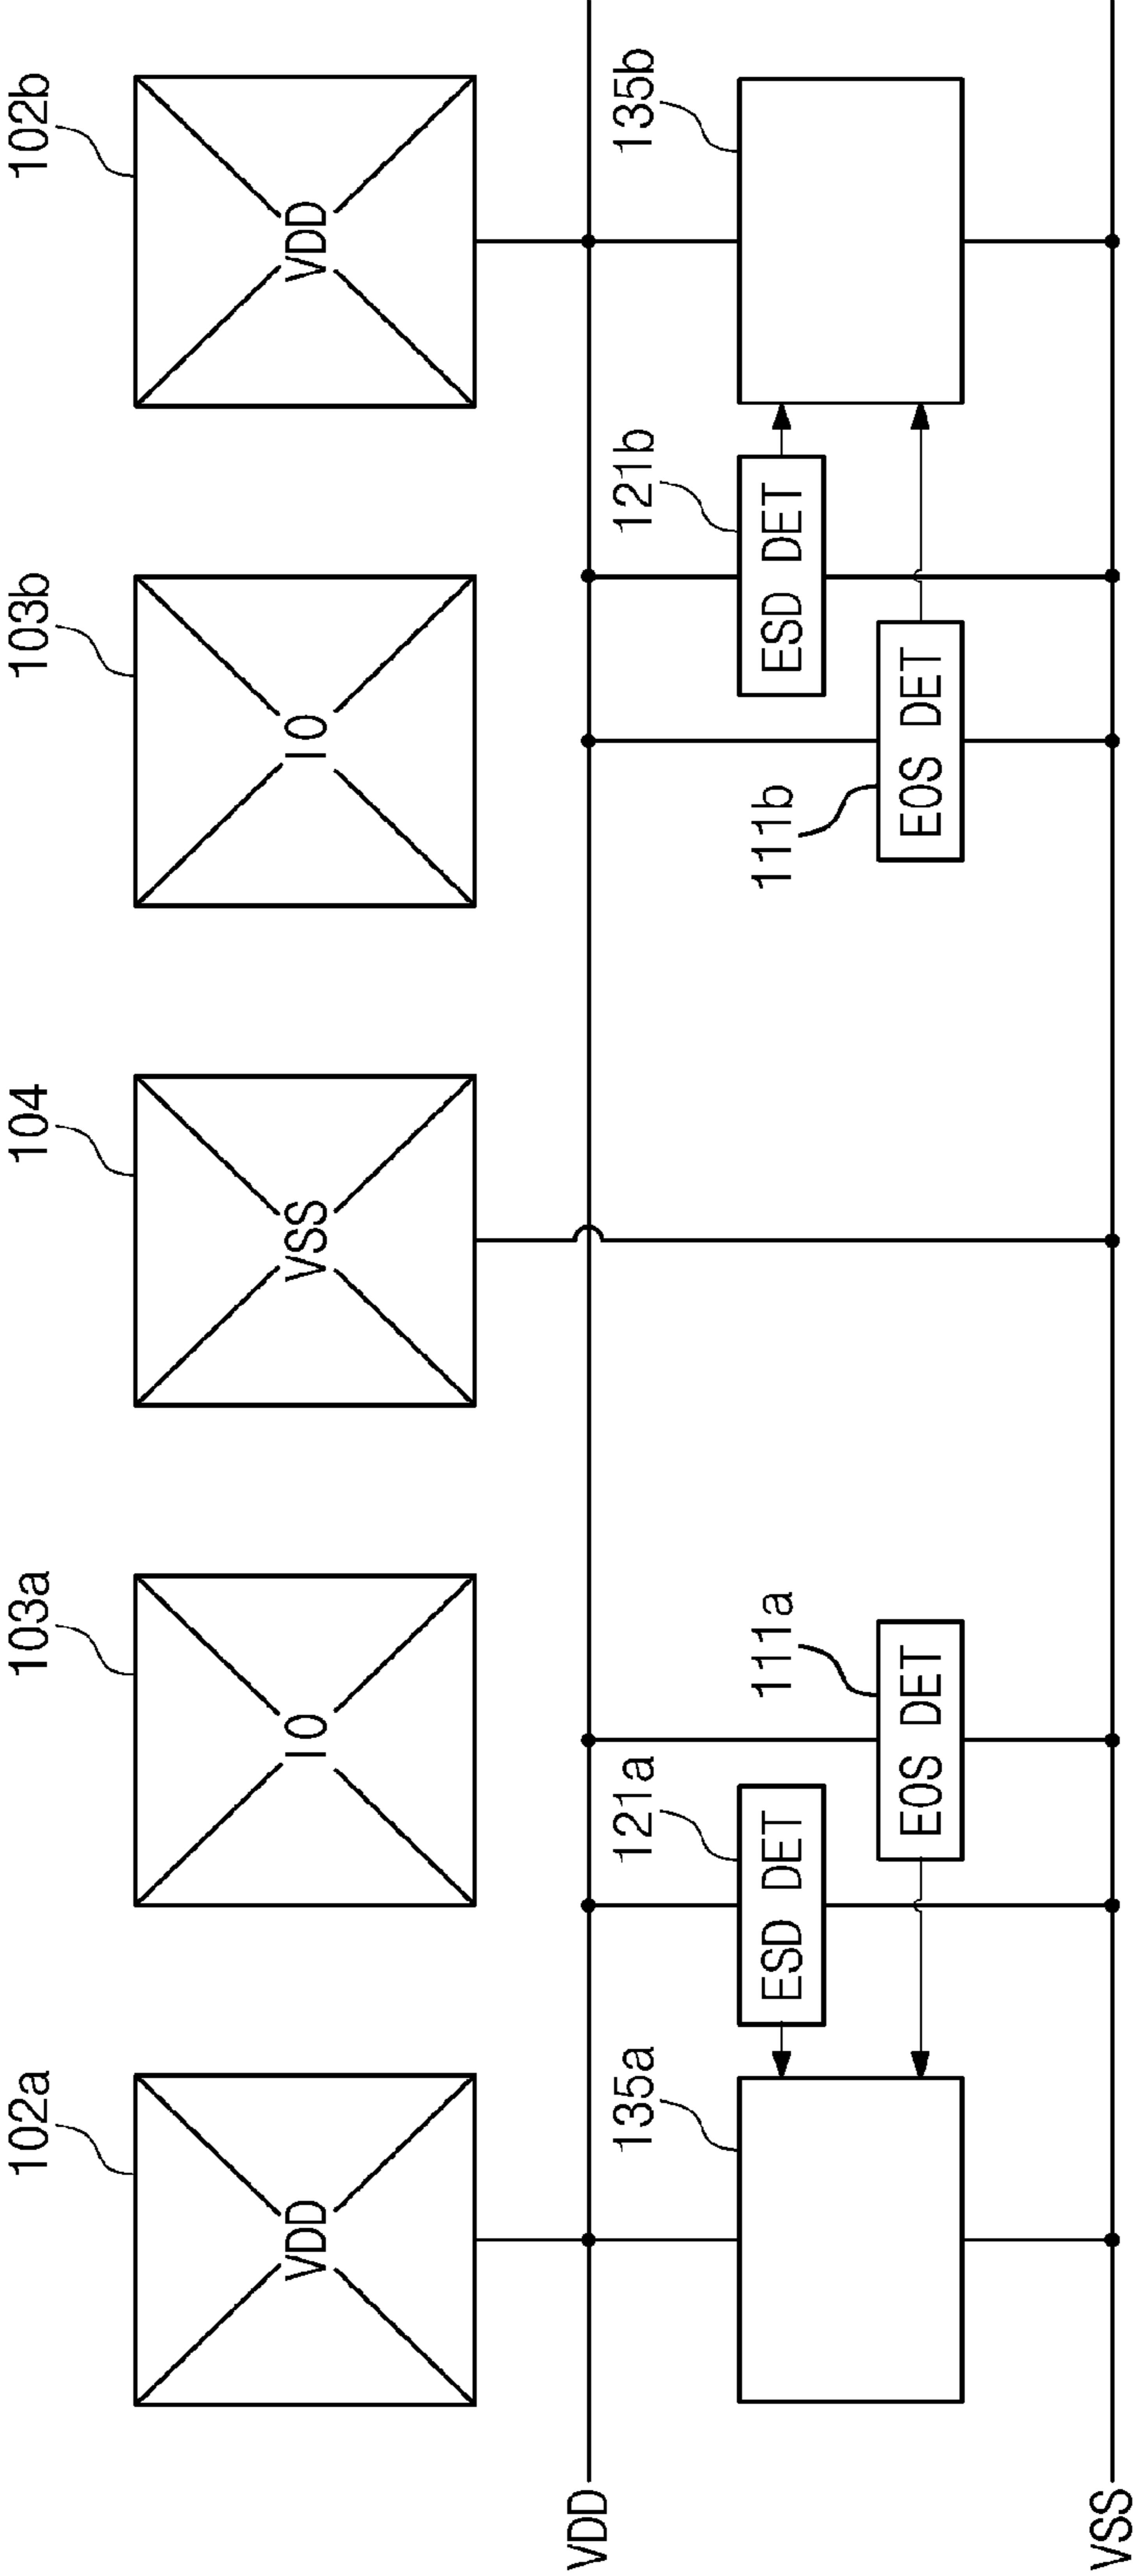 102a
103a
104
103b
102b
VDD
IO
VSS
IO
VDD
VDD
135a
121a
111a
111b
121b
135b
ESD DET
EOS DET
EOS DET
ESD DET
VSS